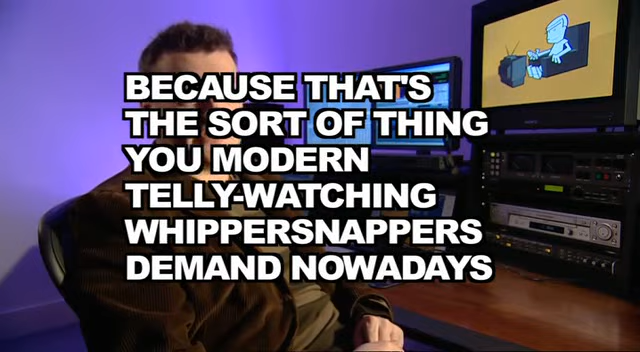 BECAUSE THAT'S
THE SORT OF THING
YOU MODERN
TELLY-WATCHING
WHIPPERSNAPPERS
DEMAND NOWADAYS